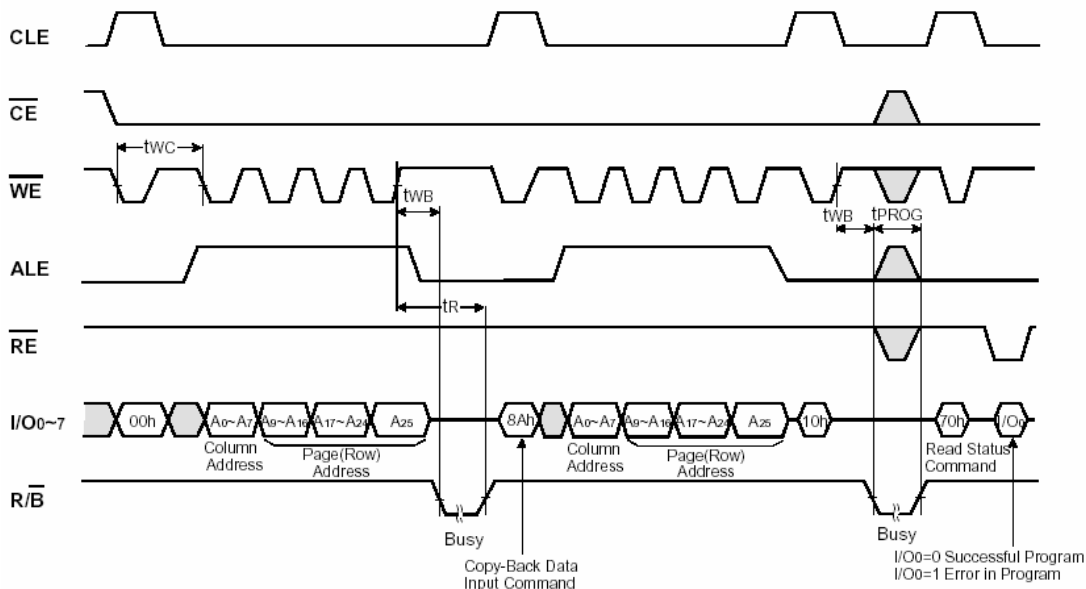 CLE
CE
tWC
WE
tWB
tWB
tPROG
ALE
tR
RE
I/O0~7
00h
A0~A7
A9~A16
A17~A24
A25
8Ah
A0~A7
A9~A16
A17~A24
A25
10h
70h
I/O0
Column
Address
Page(Row)
Address
Column
Address
Page(Row)
Address
Read Status
Command
R/B
Busy
Busy
Copy-Back Data
Input Command
I/O0=0 Successful Program
I/O0=1 Error in Program